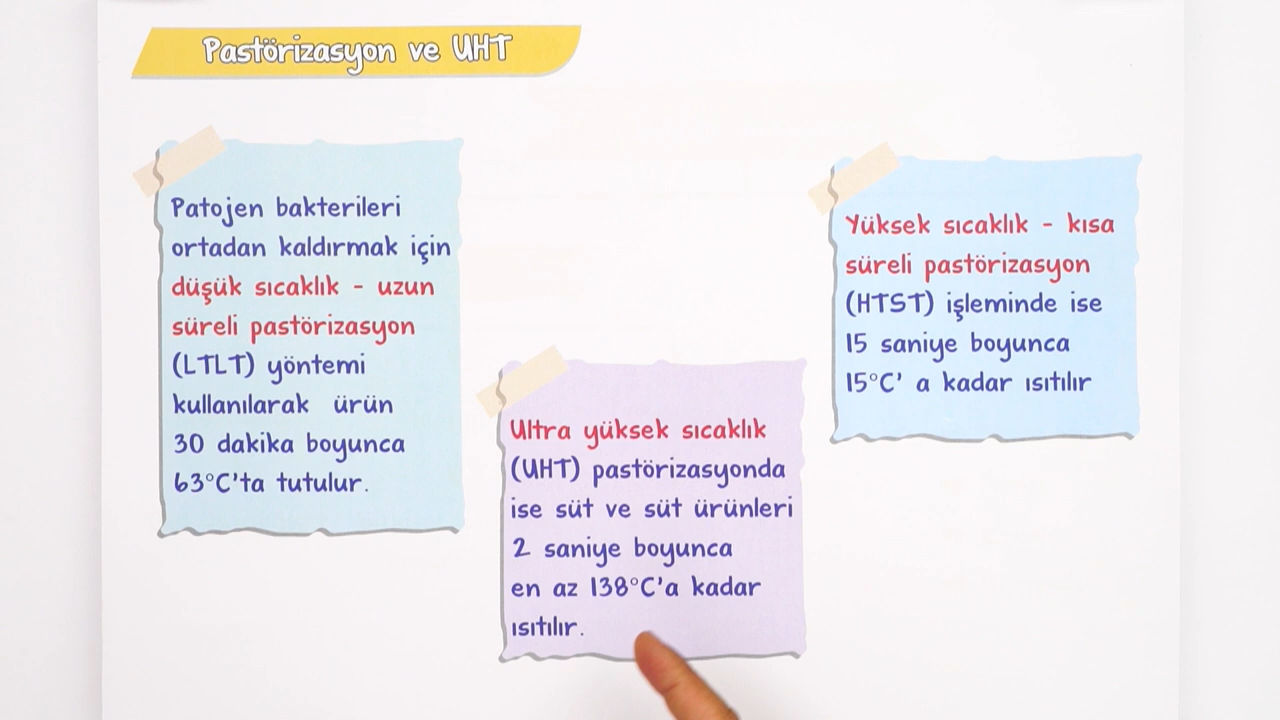 Pastörizasyon ve UHT
Patojen bakterileri
ortadan kaldırmak için
düşük sıcaklık - uzun
süreli pastörizasyon
(LTLT) yöntemi
kullanılarak ürün
30 dakika boyunca
63°C'ta tutulur.
Ultra yüksek sıcaklık
(UHT) pastörizasyonda
ise süt ve süt ürünleri
2 saniye boyunca
en az 138°C'a kadar
ısıtılır.
Yüksek sıcaklık - kısa
süreli pastörizasyon
(HTST) işleminde ise
15 saniye boyunca
15°C' a kadar ısıtılır